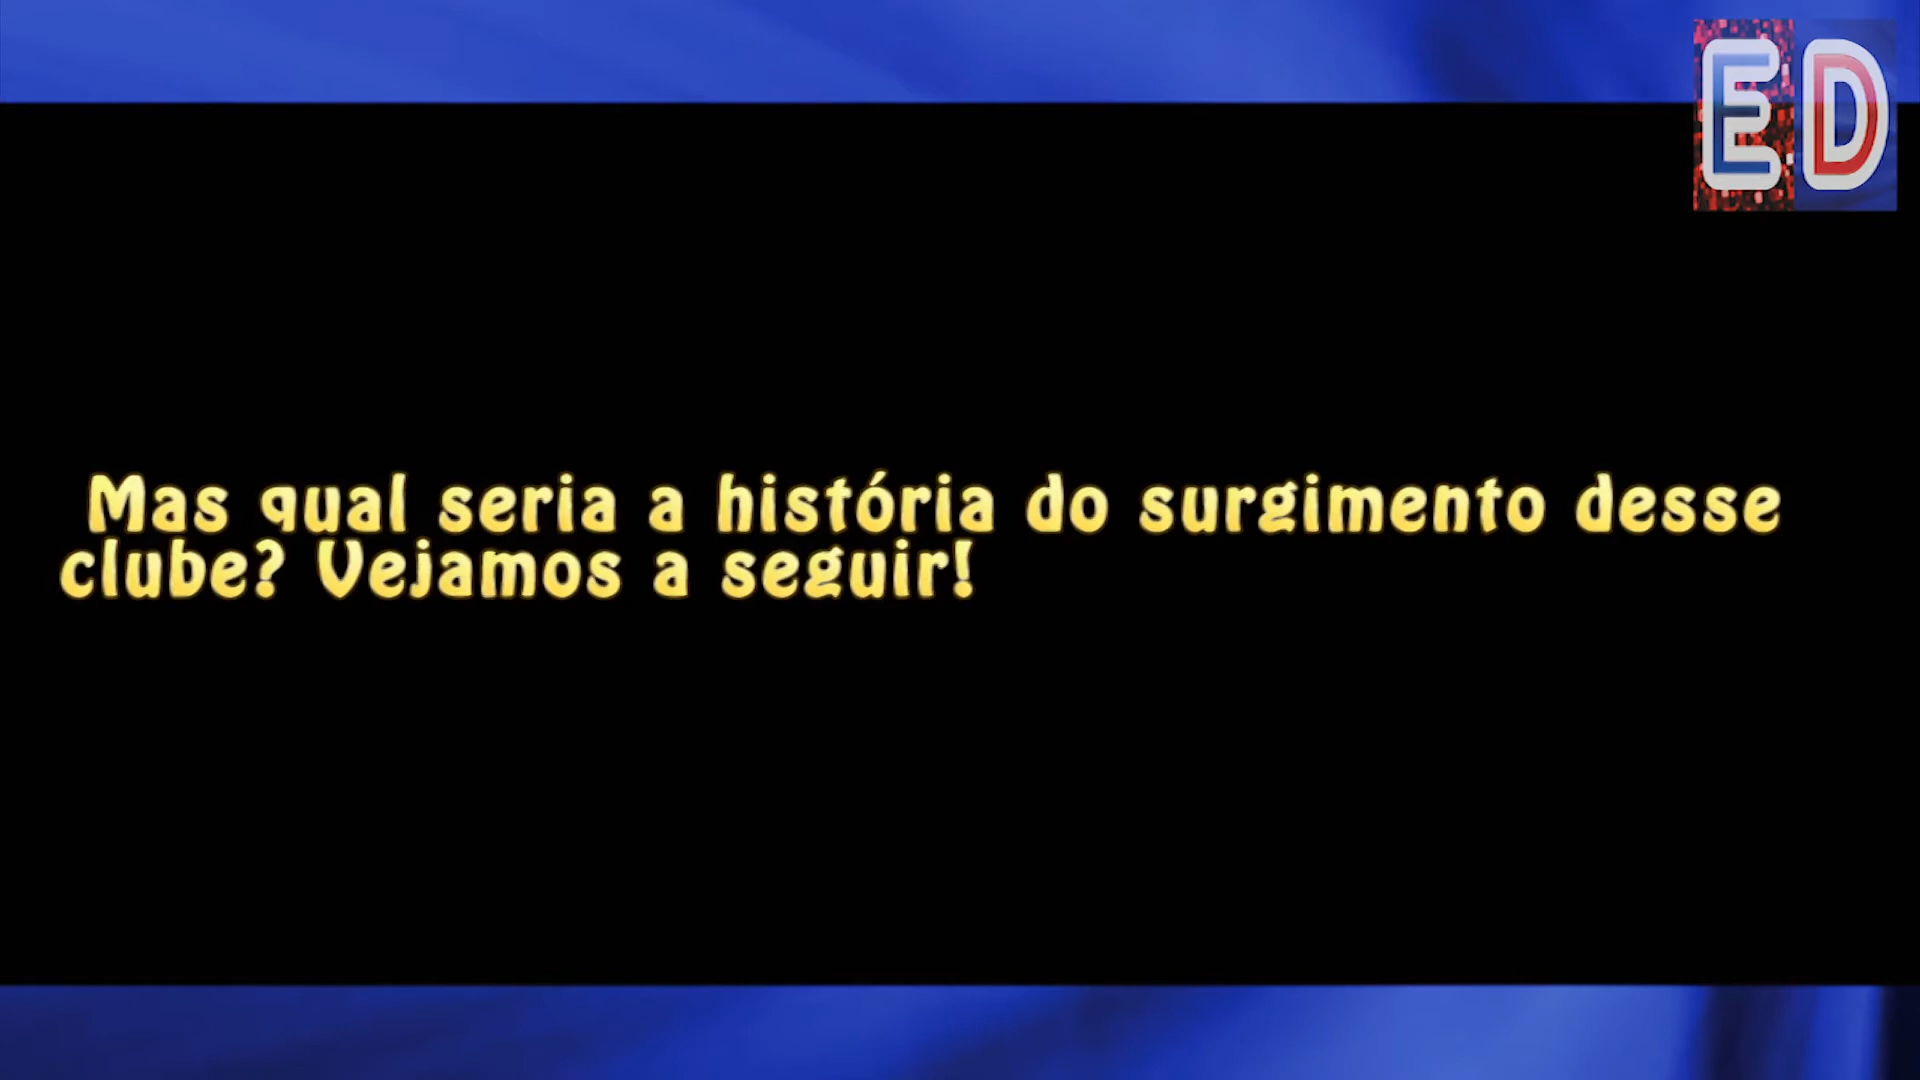 ED
Mas qual seria a história do surgimento desse
clube? Vejamos a seguir!